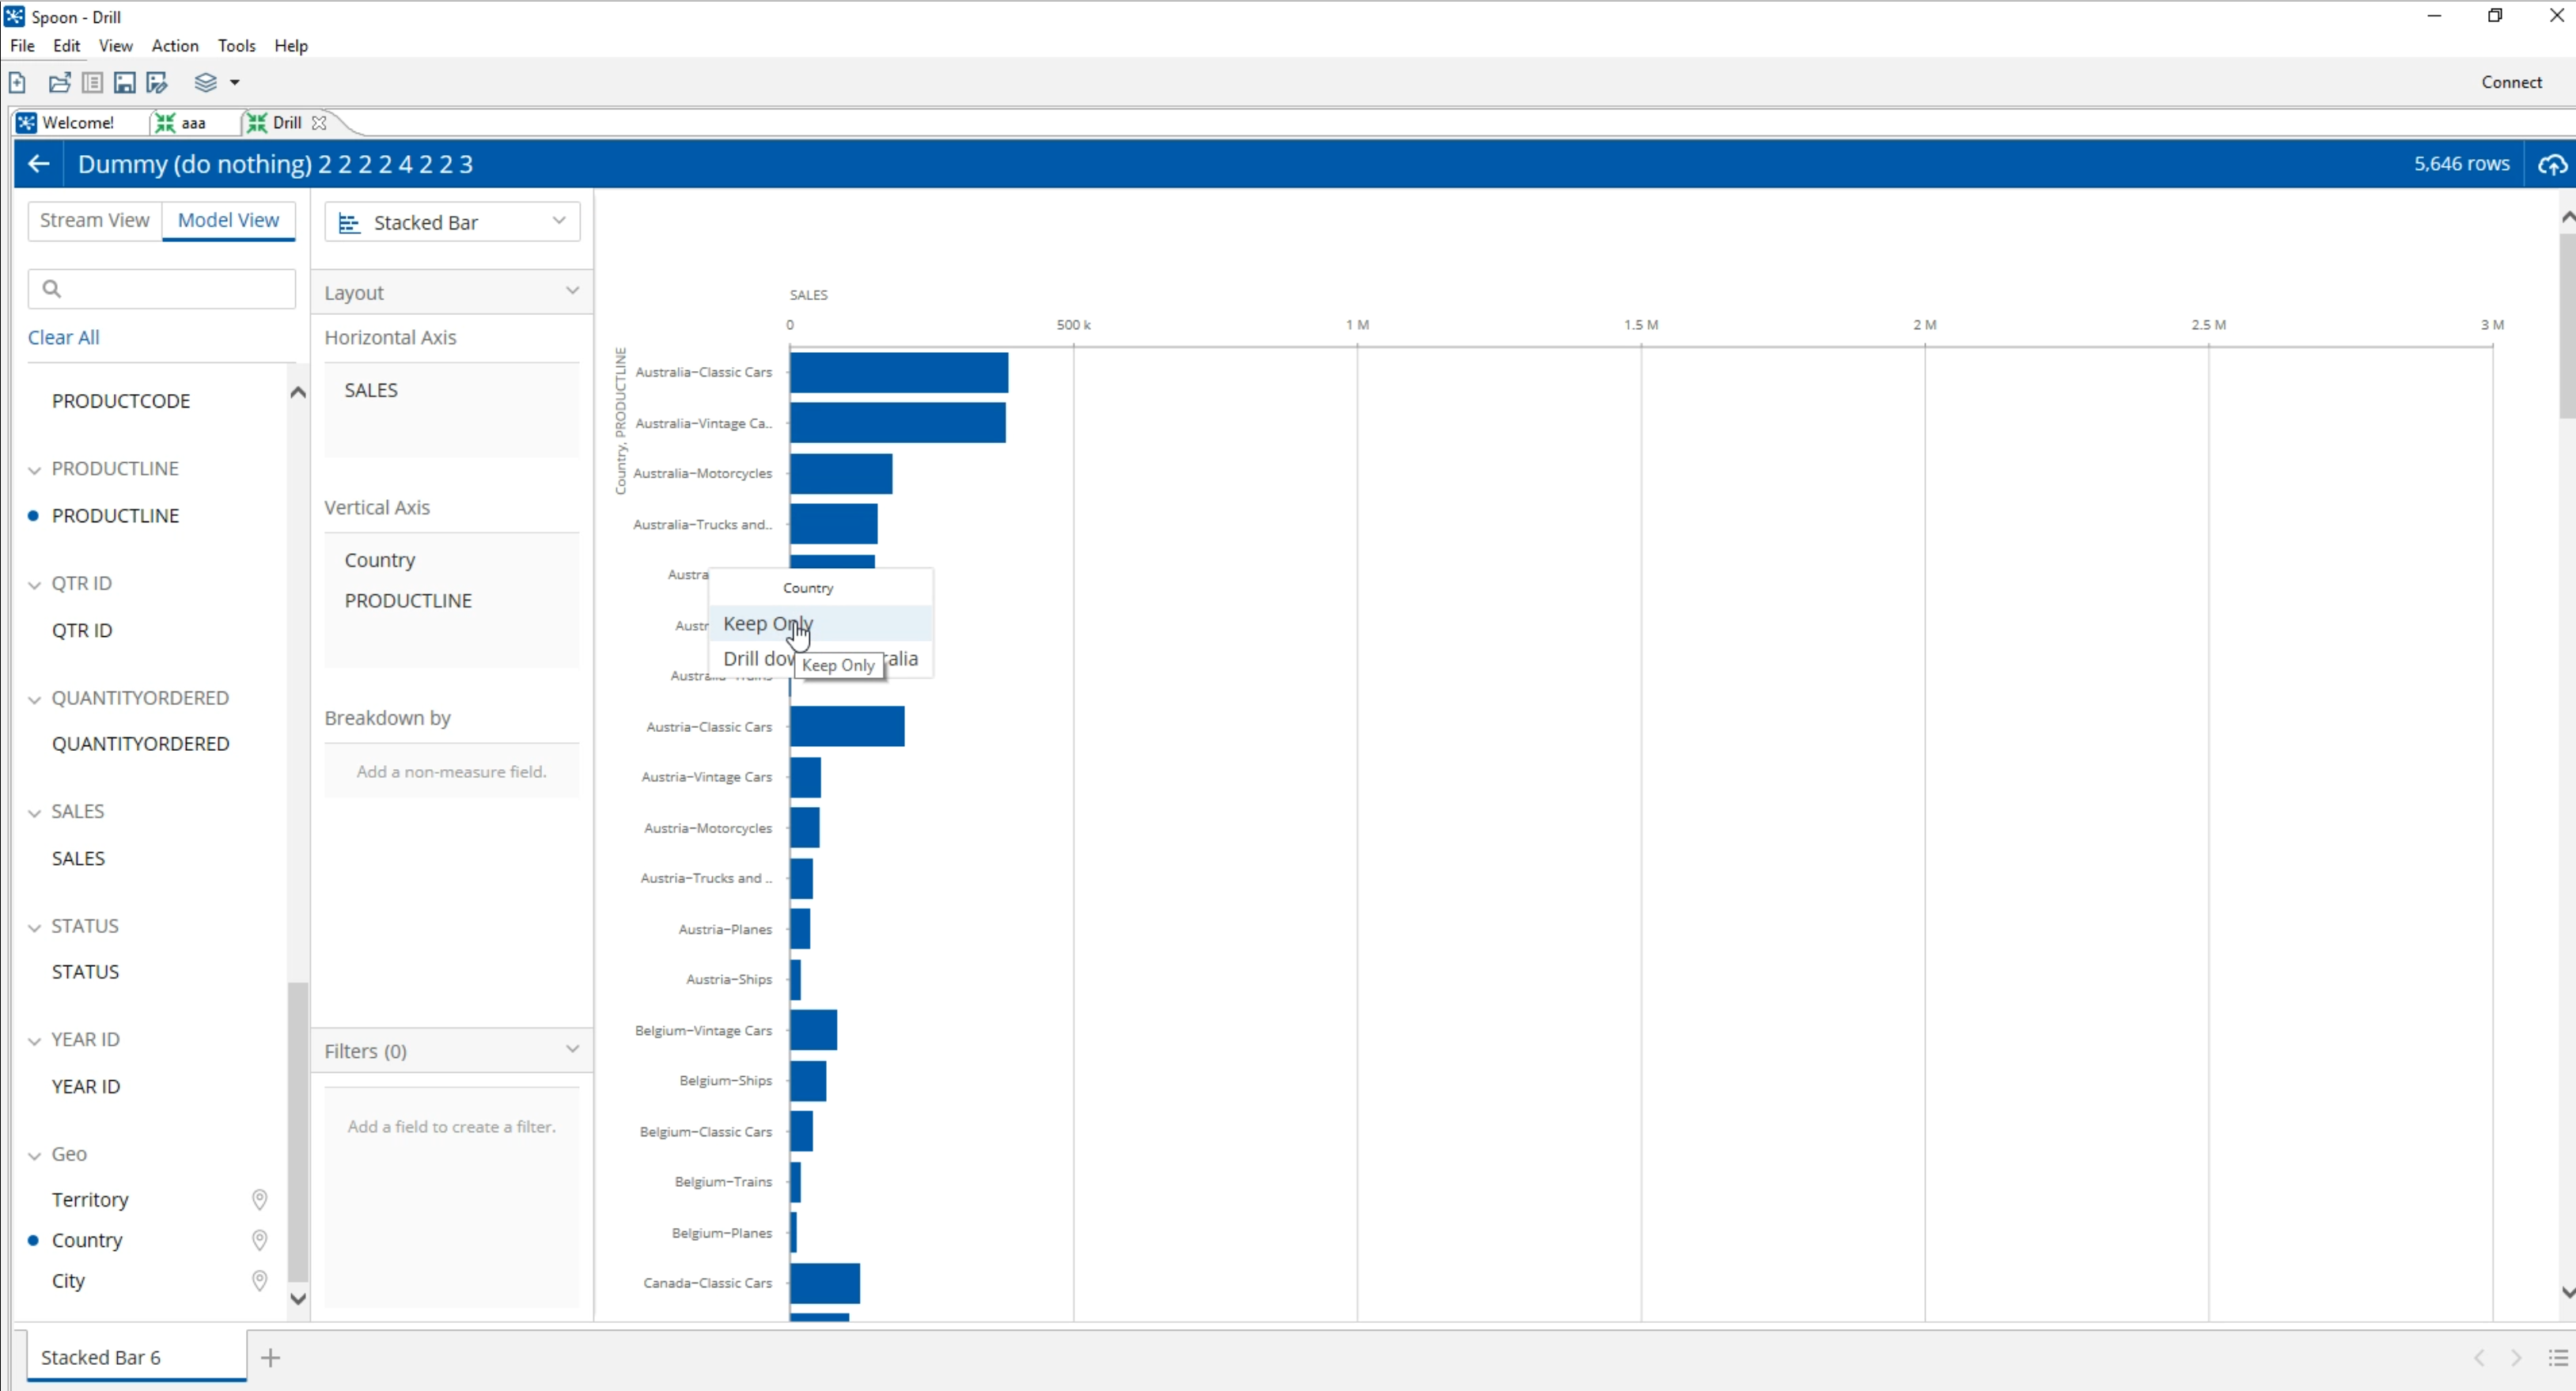 Spoon - Drill
File Edit View Action Tools Help
Connect
Welcome! aaa Drill
Dummy (do nothing) 2 2 2 2 4 2 2 3
5,646 rows
Stream View Model View
Clear All
PRODUCTCODE
PRODUCTLINE
PRODUCTLINE
QTR ID
QTR ID
QUANTITYORDERED
QUANTITYORDERED
SALES
SALES
STATUS
STATUS
YEAR ID
YEAR ID
Geo
Territory
Country
City
Stacked Bar
Layout
Horizontal Axis
SALES
Vertical Axis
Country
PRODUCTLINE
Breakdown by
Add a non-measure field.
Filters (0)
Add a field to create a filter.
SALES
0 500 k 1 M 1.5 M 2 M 2.5 M 3 M
Country, PRODUCTLINE
Australia-Classic Cars
Australia-Vintage Ca..
Australia-Motorcycles
Australia-Trucks and..
Austra
Austr
Country
Keep Only
Drill dow
Keep Only
ralia
Austria-Classic Cars
Austria-Vintage Cars
Austria-Motorcycles
Austria-Trucks and ..
Austria-Planes
Austria-Ships
Belgium-Vintage Cars
Belgium-Ships
Belgium-Classic Cars
Belgium-Trains
Belgium-Planes
Canada-Classic Cars
Stacked Bar 6